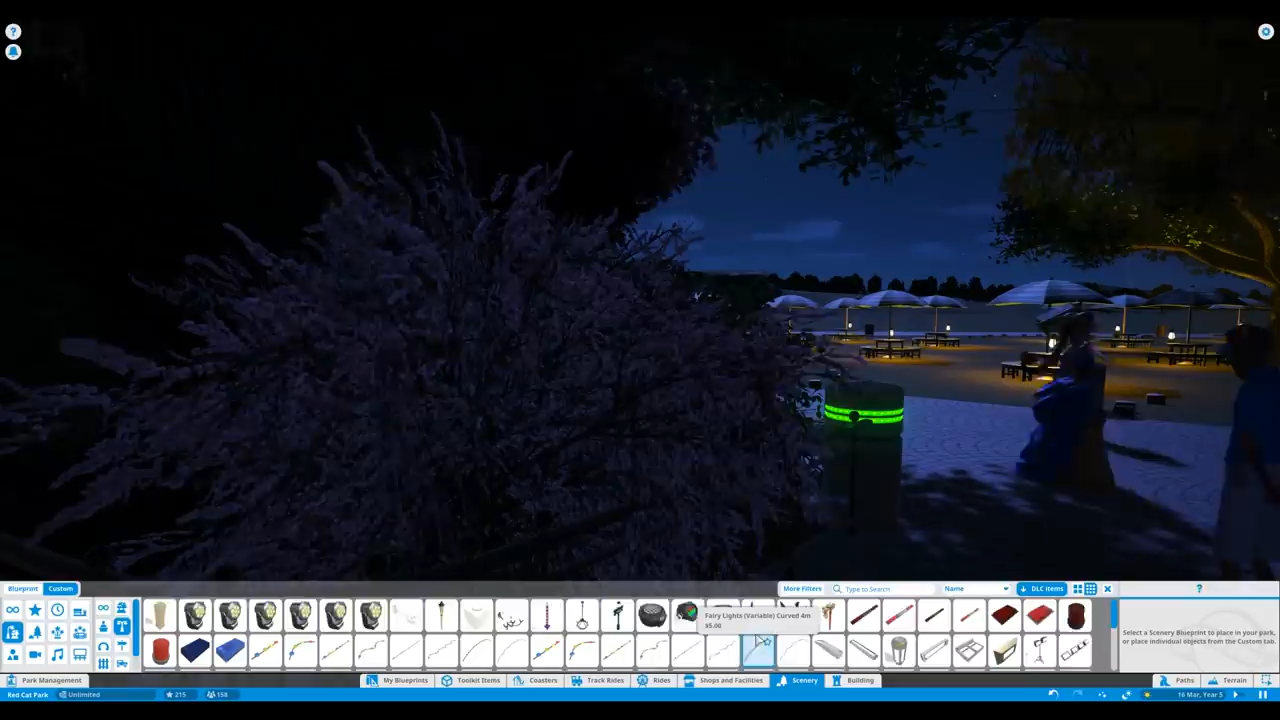 Blueprint Custom
More Filters Type to Search Name DLC items
Fairy Lights (Variable) Curved 4m
$5.00
Select a Scenery Blueprint to place in your park,
or place individual objects from the Custom tab.
Park Management My Blueprints Toolkit Items Coasters Track Rides Rides Shops and Facilities Scenery Building Paths Terrain
Red Cat Park Unlimited 215 158 16 Mar, Year 5